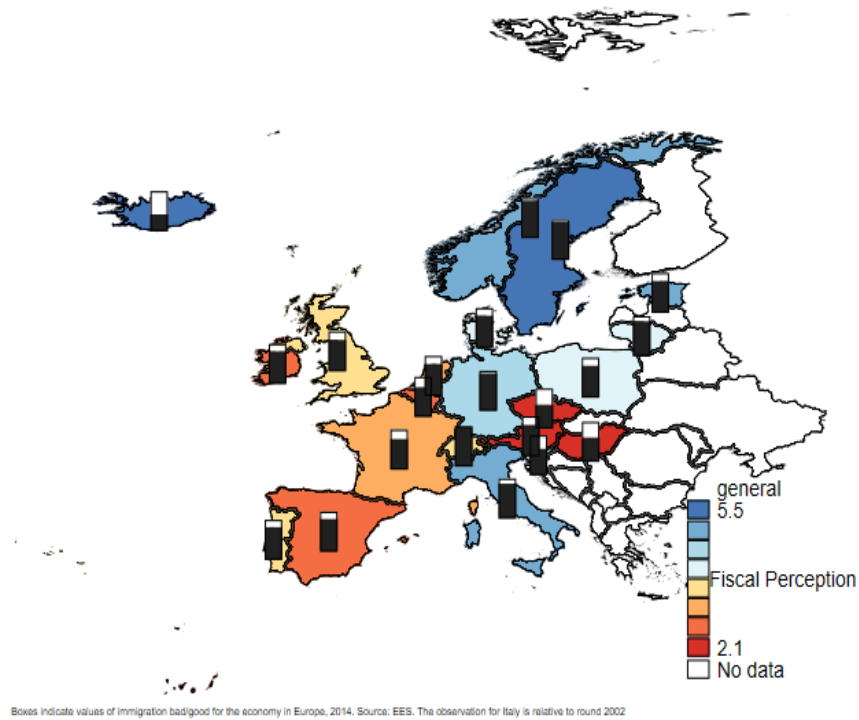 general
5.5
Fiscal Perception
2.1
No data
Boxes indicate values of immigration bad/good for the economy in Europe, 2014. Source: EES. The observation for Italy is relative to round 2002